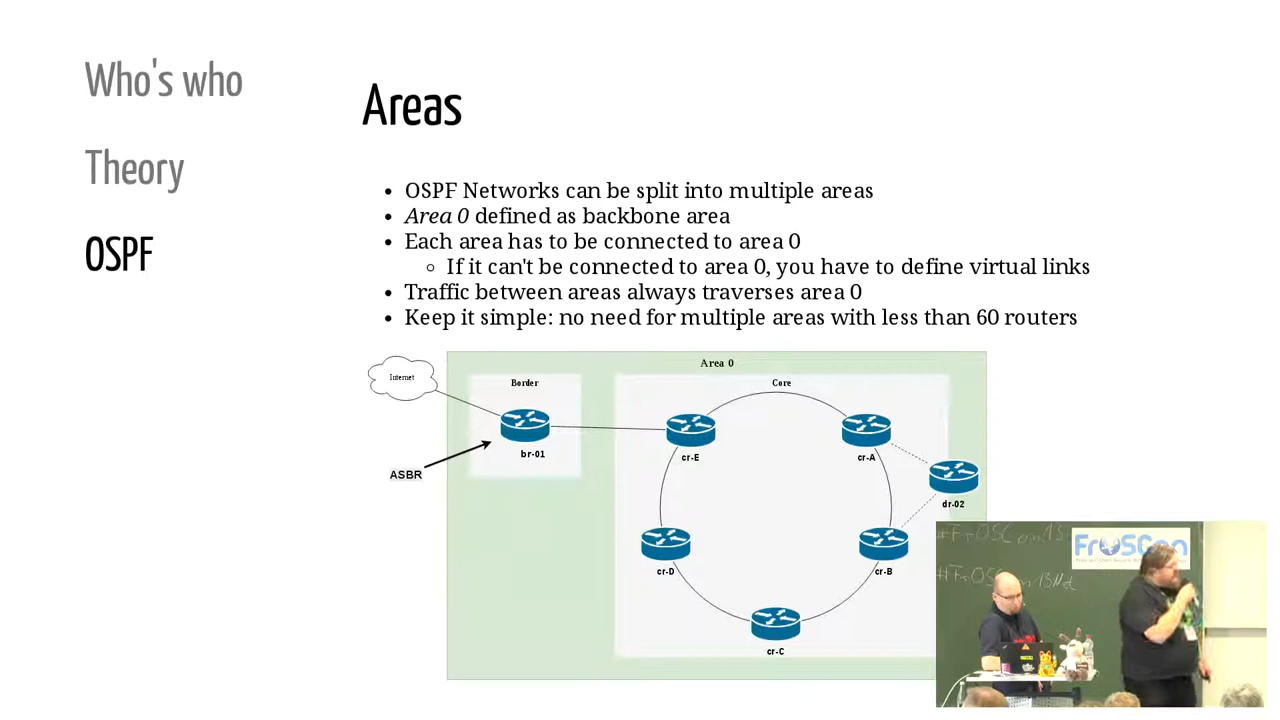 Who's who
Theory
OSPF
Areas
OSPF Networks can be split into multiple areas
Area 0 defined as backbone area
Each area has to be connected to area 0
If it can't be connected to area 0, you have to define virtual links
Traffic between areas always traverses area 0
Keep it simple: no need for multiple areas with less than 60 routers
Area 0
Internet
Border
Core
br-01
cr-E
cr-A
ASBR
dr-02
cr-D
cr-B
cr-C
FrOSCon